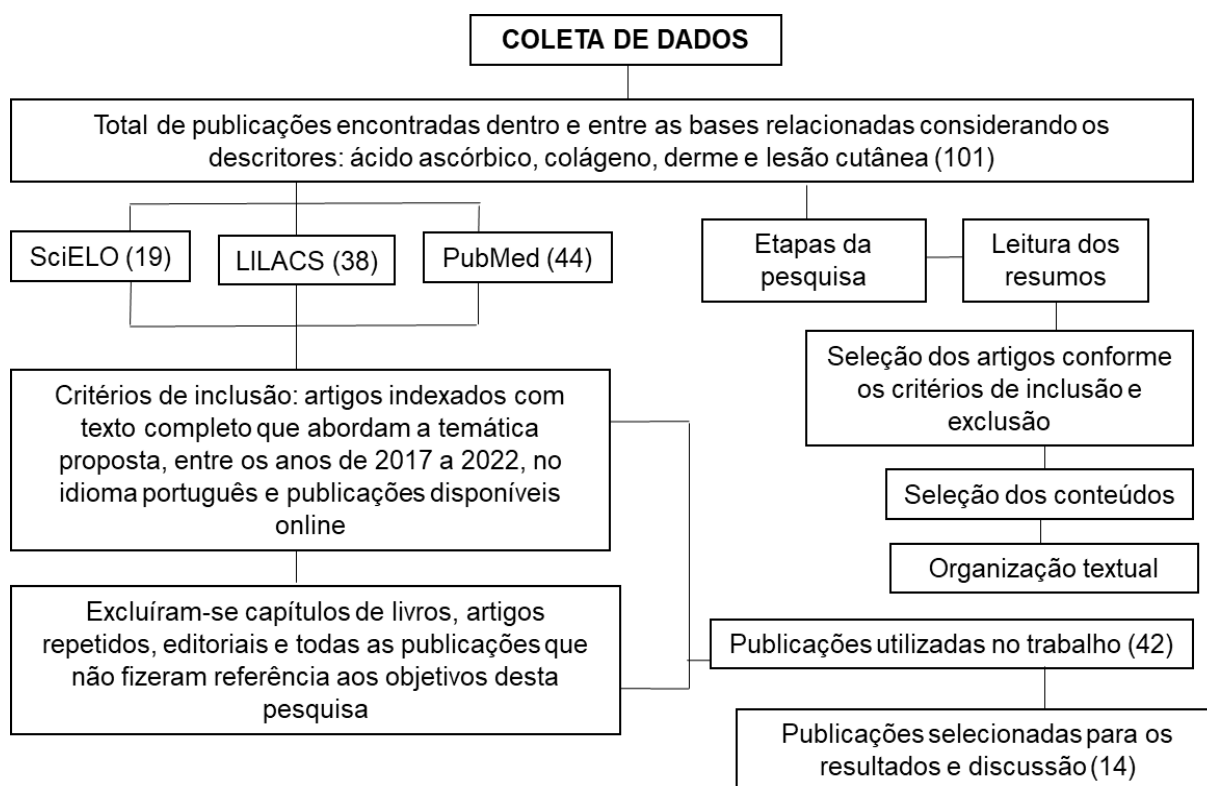 COLETA DE DADOS
Total de publicações encontradas dentro e entre as bases relacionadas considerando os
descritores: ácido ascórbico, colágeno, derme e lesão cutânea (101)
SciELO (19)
LILACS (38)
PubMed (44)
Etapas da
pesquisa
Leitura dos
resumos
Critérios de inclusão: artigos indexados com
texto completo que abordam a temática
proposta, entre os anos de 2017 a 2022, no
idioma português e publicações disponíveis
online
Seleção dos artigos conforme
os critérios de inclusão e
exclusão
Seleção dos conteúdos
Organização textual
Excluíram-se capítulos de livros, artigos
repetidos, editoriais e todas as publicações que
não fizeram referência aos objetivos desta
pesquisa
Publicações utilizadas no trabalho (42)
Publicações selecionadas para os
resultados e discussão (14)